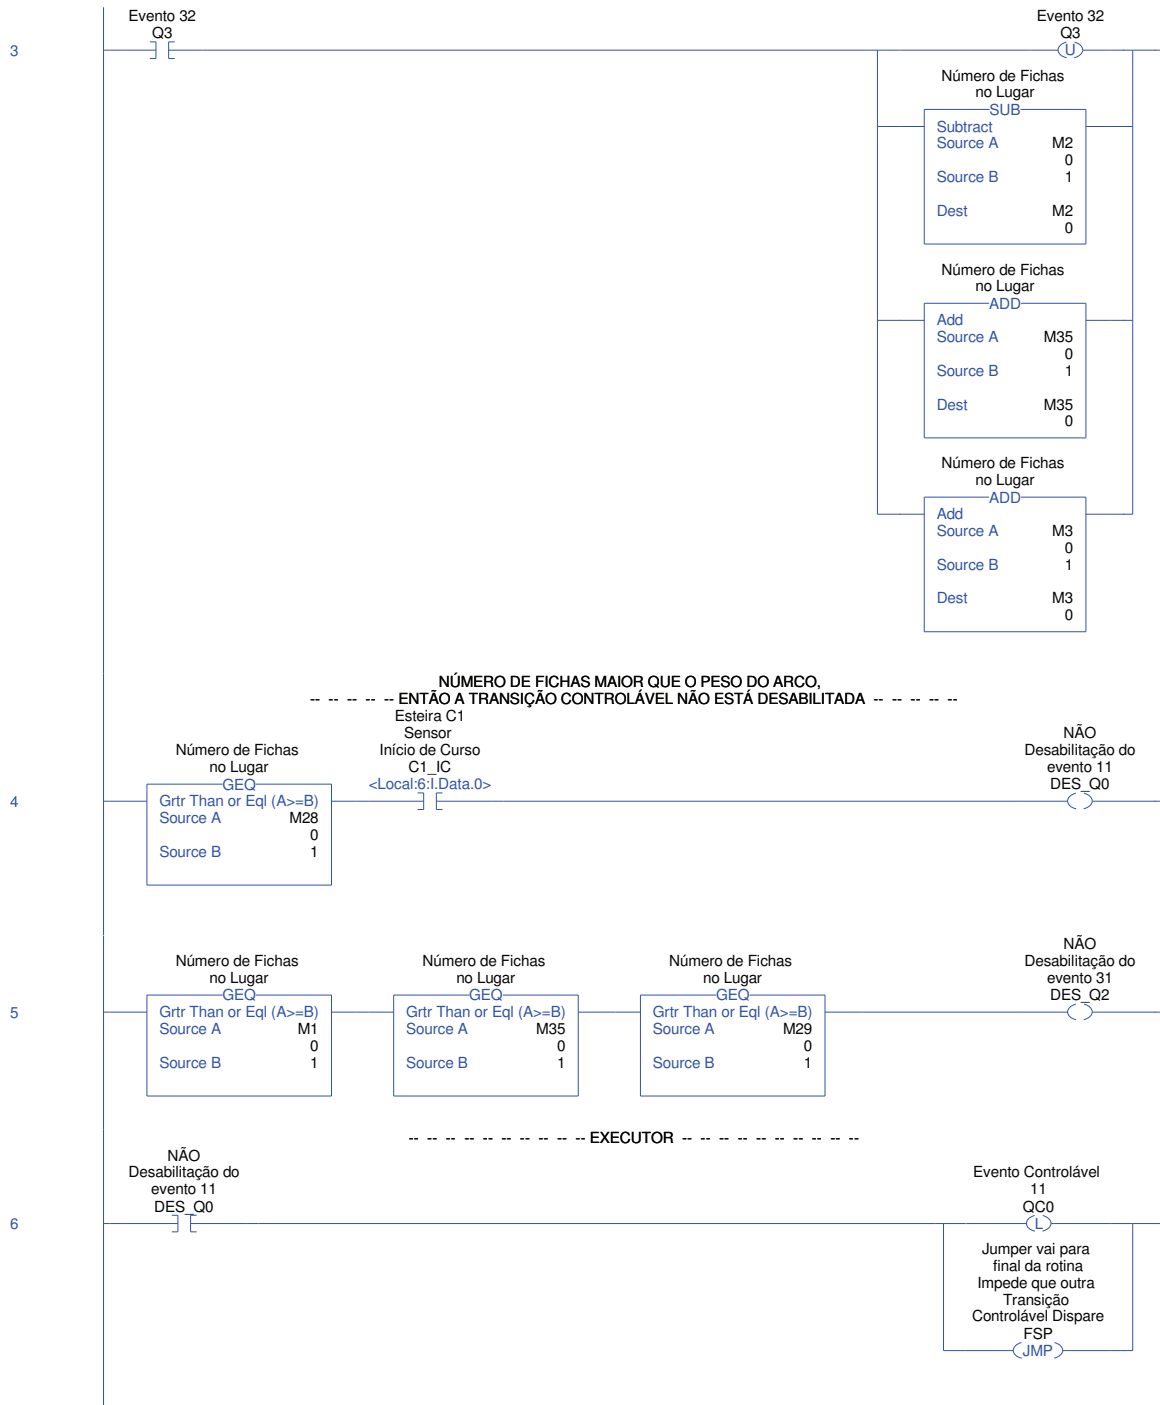 Evento 32
Q3
Evento 32
Q3
U
3
Número de Fichas
no Lugar
SUB
Subtract
Source A M2
0
Source B 1
Dest M2
0
Número de Fichas
no Lugar
ADD
Add
Source A M35
0
Source B 1
Dest M35
0
Número de Fichas
no Lugar
ADD
Add
Source A M3
0
Source B 1
Dest M3
0
NÚMERO DE FICHAS MAIOR QUE O PESO DO ARCO,
-- -- -- -- -- ENTÃO A TRANSIÇÃO CONTROLÁVEL NÃO ESTÁ DESABILITADA -- -- -- -- --
4
Número de Fichas
no Lugar
GEQ
Grtr Than or Eql (A>=B)
Source A M28
0
Source B 1
Esteira C1
Sensor
Início de Curso
C1_IC
<Local:6:I.Data.0>
NÃO
Desabilitação do
evento 11
DES_Q0
5
Número de Fichas
no Lugar
GEQ
Grtr Than or Eql (A>=B)
Source A M1
0
Source B 1
Número de Fichas
no Lugar
GEQ
Grtr Than or Eql (A>=B)
Source A M35
0
Source B 1
Número de Fichas
no Lugar
GEQ
Grtr Than or Eql (A>=B)
Source A M29
0
Source B 1
NÃO
Desabilitação do
evento 31
DES_Q2
-- -- -- -- -- -- -- -- -- -- -- EXECUTOR -- -- -- -- -- -- -- -- -- -- --
6
NÃO
Desabilitação do
evento 11
DES_Q0
Evento Controlável
11
QC0
L
Jumper vai para
final da rotina
Impede que outra
Transição
Controlável Dispare
FSP
JMP